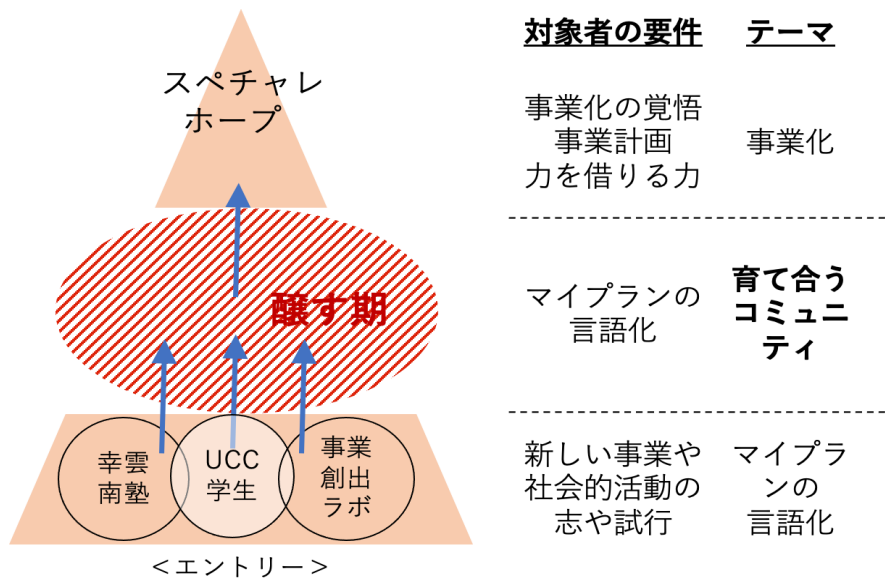 対象者の要件
テーマ
スペチャレ
ホープ
事業化の覚悟
事業計画
力を借りる力
事業化
醸す期
マイプランの
言語化
育て合う
コミュニ
ティ
幸雲
南塾
UCC
学生
事業
創出
ラボ
新しい事業や
社会的活動の
志や試行
マイプラ
ンの
言語化
＜エントリー＞